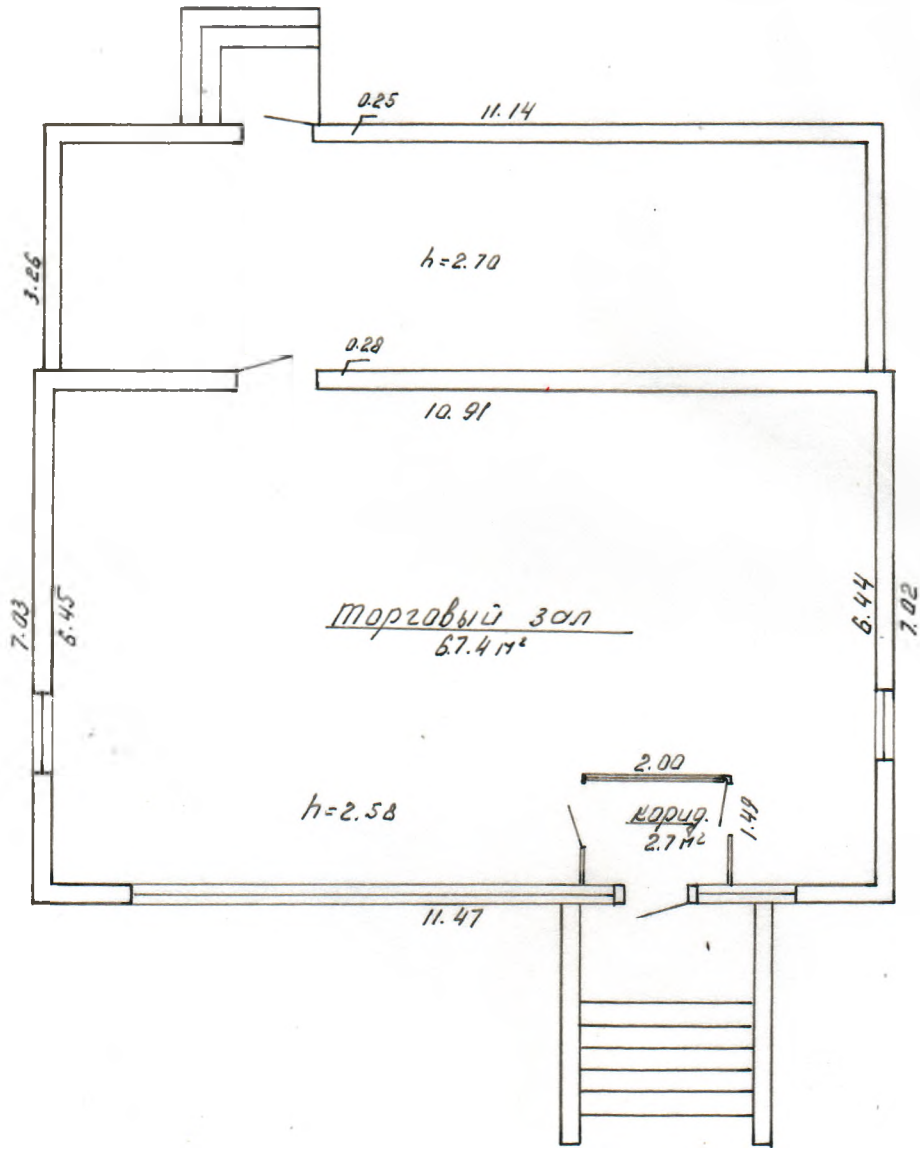 0.25
11.14
3.26
h=2.70
0.28
10.91
7.03
6.45
Торговый зал
67.4 м²
6.44
7.02
2.00
h=2.58
корид.
2.7 м²
1.49
11.47